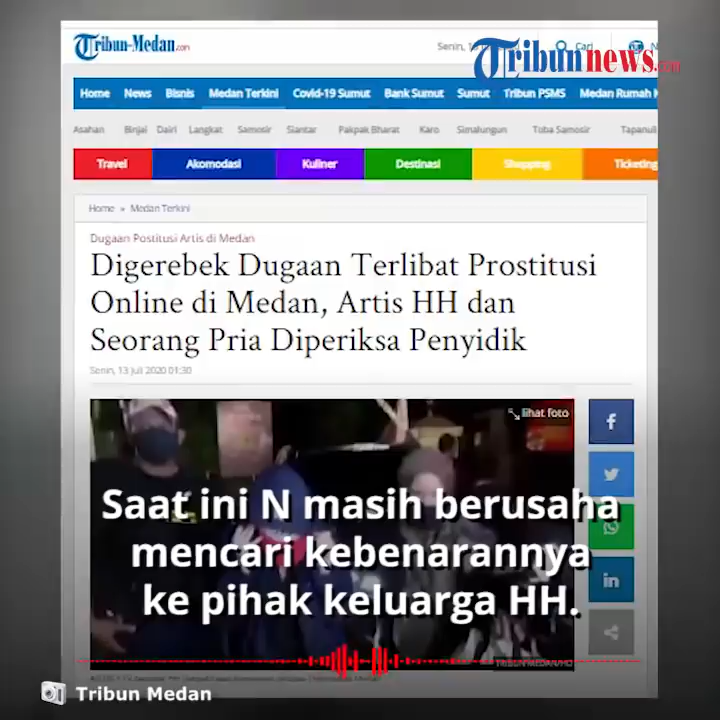 Tribun-Medan.com
Senin, 13
Cari
Tribunnews.com
Home News Bisnis Medan Terkini Covid-19 Sumut Bank Sumut Sumut Tribun PSMS Medan Rumah
Asahan Binjai Dairi Langkat Samosir Siantar Pakpak Bharat Karo Simalungun Toba Samosir Tapanuli
Travel Akomodasi Kuliner Destinasi Shopping Ticketing
Home » Medan Terkini
Dugaan Postitusi Artis di Medan
Digerebek Dugaan Terlibat Prostitusi
Online di Medan, Artis HH dan
Seorang Pria Diperiksa Penyidik
Senin, 13 Juli 2020 01:30
lihat foto
Saat ini N masih berusaha
mencari kebenarannya
ke pihak keluarga HH.
TRIBUN-MEDAN/HO
Tribun Medan